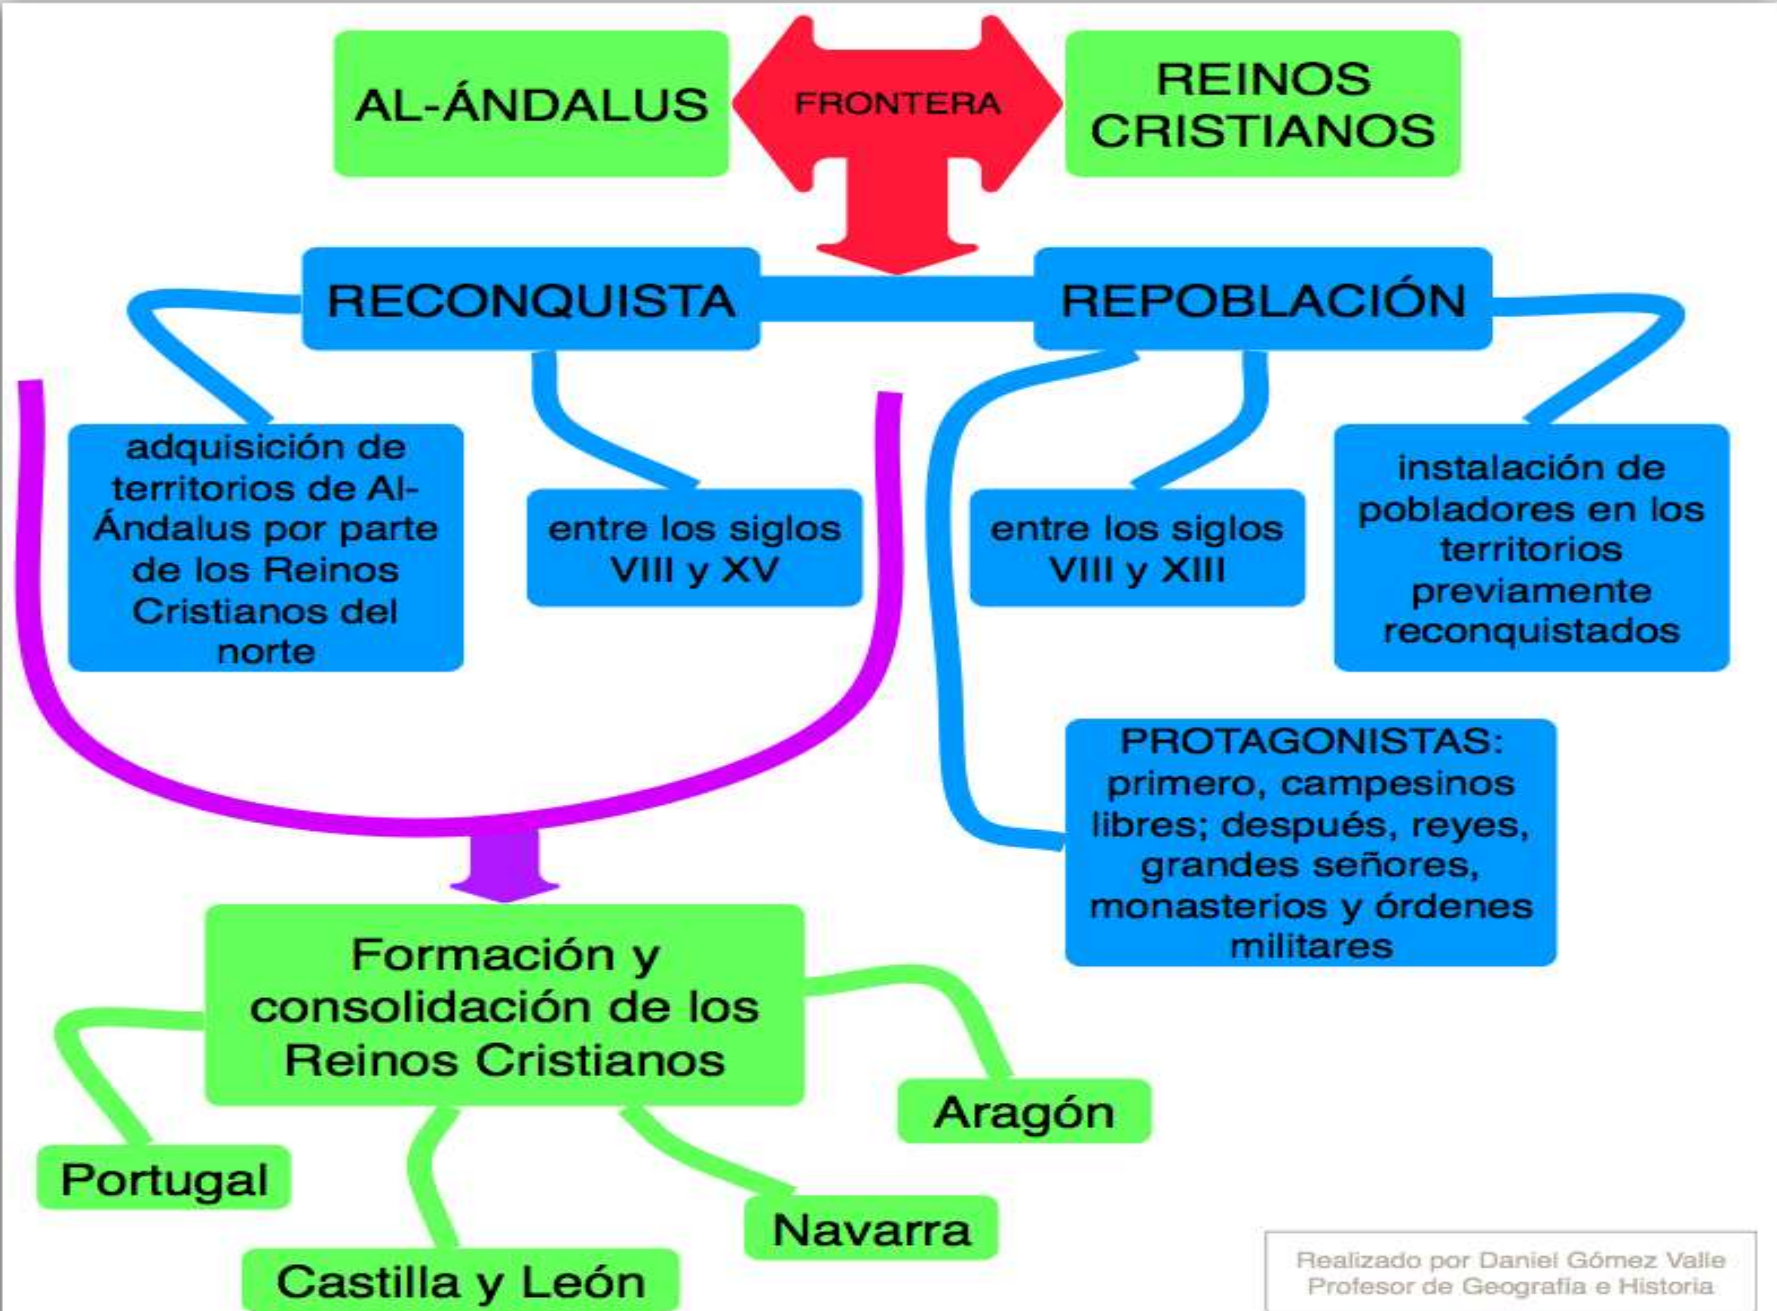 AL-ÁNDALUS
FRONTERA
REINOS
CRISTIANOS
RECONQUISTA
REPOBLACIÓN
adquisición de
territorios de Al-
Ándalus por parte
de los Reinos
Cristianos del
norte
entre los siglos
VIII y XV
entre los siglos
VIII y XIII
instalación de
pobladores en los
territorios
previamente
reconquistados
PROTAGONISTAS:
primero, campesinos
libres; después, reyes,
grandes señores,
monasterios y órdenes
militares
Formación y
consolidación de los
Reinos Cristianos
Portugal
Castilla y León
Navarra
Aragón
Realizado por Daniel Gómez Valle
Profesor de Geografía e Historia